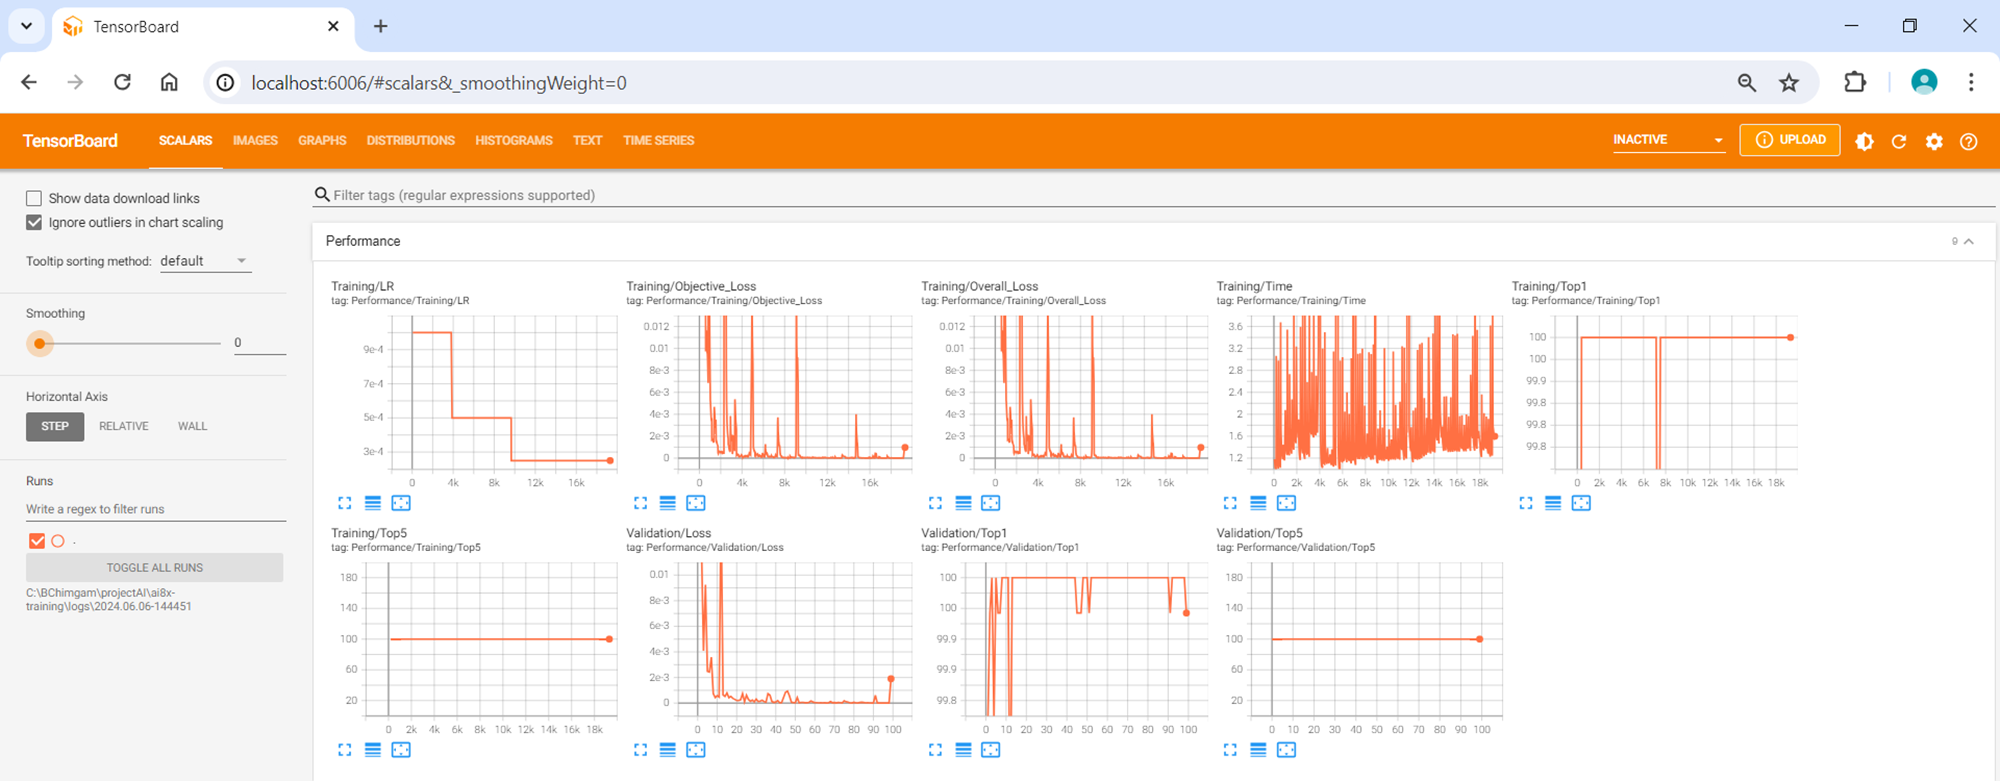 TensorBoard
localhost:6006/#scalars&_smoothingWeight=0
TensorBoard SCALARS IMAGES GRAPHS DISTRIBUTIONS HISTOGRAMS TEXT TIME SERIES INACTIVE UPLOAD
Show data download links
Ignore outliers in chart scaling
Tooltip sorting method: default
Smoothing
0
Horizontal Axis
STEP RELATIVE WALL
Runs
Write a regex to filter runs
.
TOGGLE ALL RUNS
C:\BChimgam\projectAI\ai8x-
training\logs\2024.06.06-144451
Filter tags (regular expressions supported)
Performance 9
Training/LR
tag: Performance/Training/LR
9e-4
7e-4
5e-4
3e-4
0 4k 8k 12k 16k
Training/Objective_Loss
tag: Performance/Training/Objective_Loss
0.012
0.01
8e-3
6e-3
4e-3
2e-3
0
0 4k 8k 12k 16k
Training/Overall_Loss
tag: Performance/Training/Overall_Loss
0.012
0.01
8e-3
6e-3
4e-3
2e-3
0
0 4k 8k 12k 16k
Training/Time
tag: Performance/Training/Time
3.6
3.2
2.8
2.4
2
1.6
1.2
0 2k 4k 6k 8k 10k 12k 14k 16k 18k
Training/Top1
tag: Performance/Training/Top1
100
100
99.9
99.8
99.8
99.8
0 2k 4k 6k 8k 10k 12k 14k 16k 18k
Training/Top5
tag: Performance/Training/Top5
180
140
100
60
20
0 2k 4k 6k 8k 10k 12k 14k 16k 18k
Validation/Loss
tag: Performance/Validation/Loss
0.01
8e-3
6e-3
4e-3
2e-3
0
0 10 20 30 40 50 60 70 80 90 100
Validation/Top1
tag: Performance/Validation/Top1
100
100
99.9
99.9
99.8
0 10 20 30 40 50 60 70 80 90 100
Validation/Top5
tag: Performance/Validation/Top5
180
140
100
60
20
0 10 20 30 40 50 60 70 80 90 100